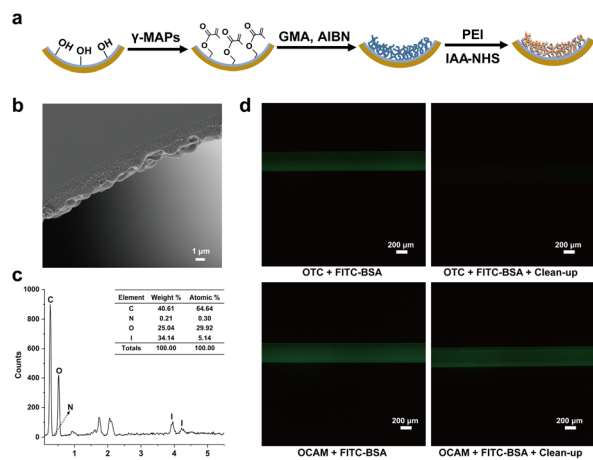 a
OH
OH
OH
γ-MAPs
O
O
O
O
O
O
GMA, AIBN
PEI
IAA-NHS
b
1 μm
c
Counts
1000
800
600
400
200
0
C
O
N
I
I
1
2
3
4
5
Element Weight % Atomic %
C 40.61 64.64
N 0.21 0.30
O 25.04 29.92
I 34.14 5.14
Totals 100.00 100.00
d
200 μm
OTC + FITC-BSA
200 μm
OTC + FITC-BSA + Clean-up
200 μm
OCAM + FITC-BSA
200 μm
OCAM + FITC-BSA + Clean-up